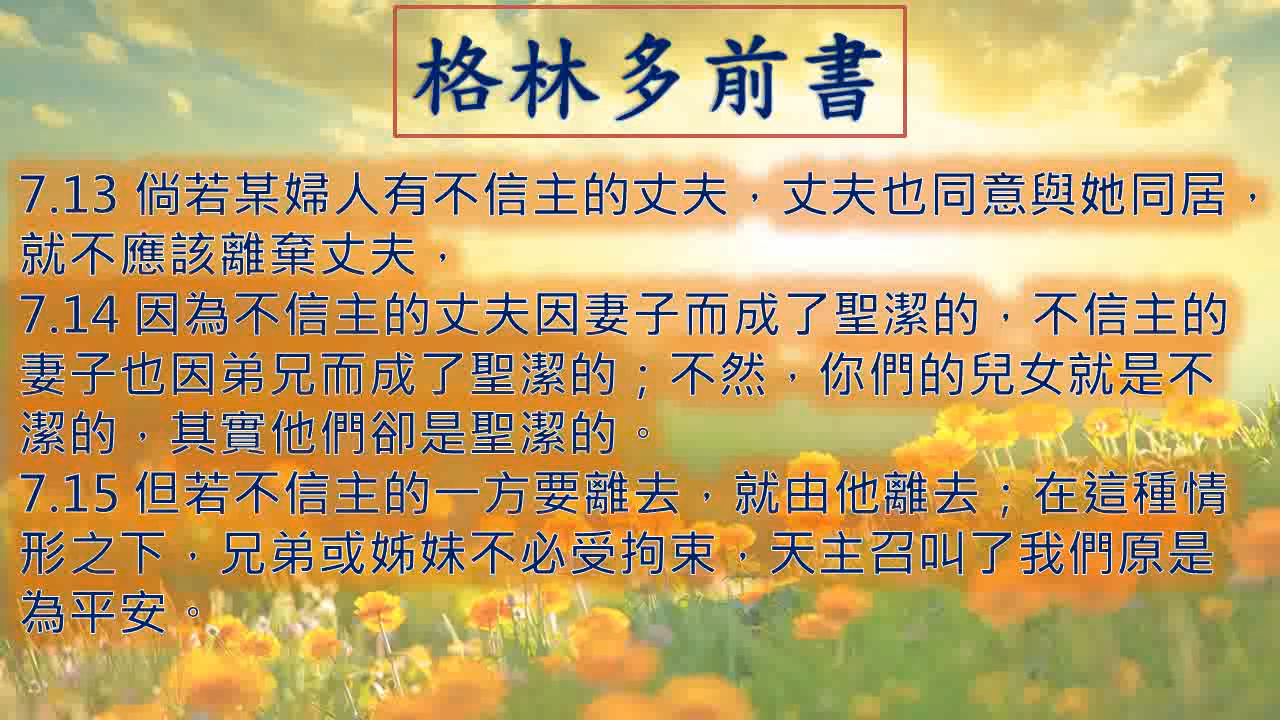 格林多前書
7.13 倘若某婦人有不信主的丈夫，丈夫也同意與她同居，
就不應該離棄丈夫，
7.14 因為不信主的丈夫因妻子而成了聖潔的，不信主的
妻子也因弟兄而成了聖潔的；不然，你們的兒女就是不
潔的，其實他們卻是聖潔的。
7.15 但若不信主的一方要離去，就由他離去；在這種情
形之下，兄弟或姊妹不必受拘束，天主召叫了我們原是
為平安。